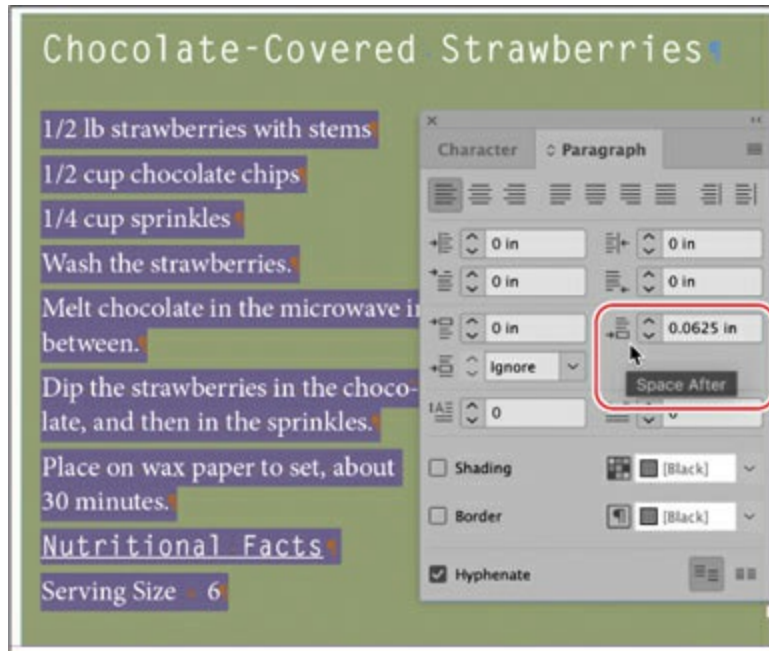 Chocolate-Covered Strawberries
1/2 lb strawberries with stems
1/2 cup chocolate chips
1/4 cup sprinkles
Wash the strawberries.
Melt chocolate in the microwave
between.
Dip the strawberries in the choco-
late, and then in the sprinkles.
Place on wax paper to set, about
30 minutes.
Nutritional Facts
Serving Size 6
Character
Paragraph
0 in
0 in
0 in
0 in
0 in
0.0625 in
Ignore
Space After
0
0
Shading
[Black]
Border
[Black]
Hyphenate